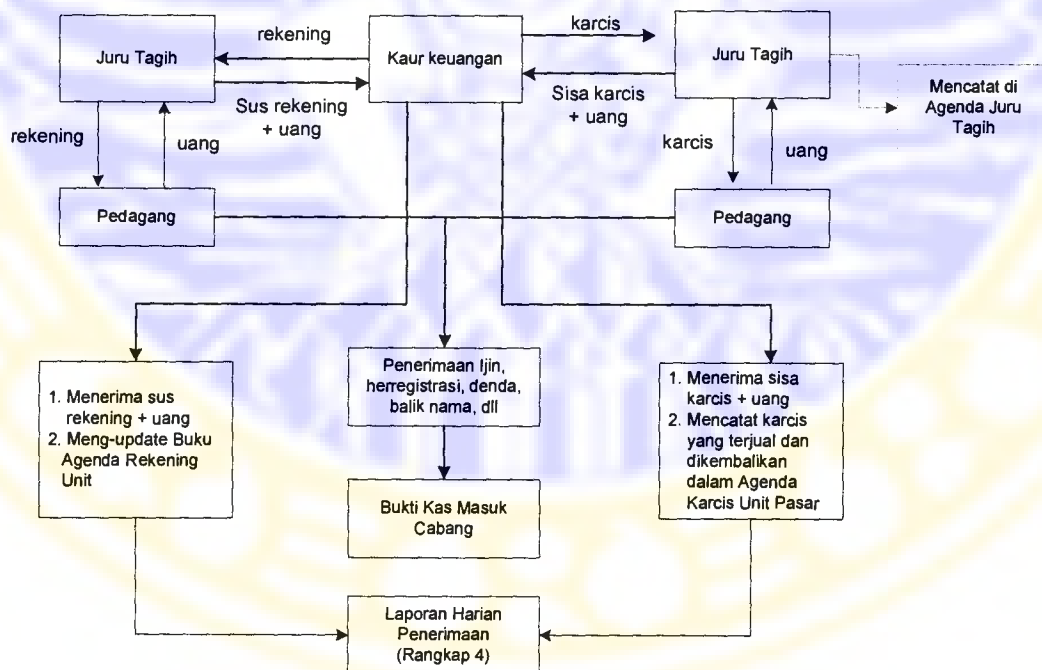 rekening
karcis
Juru Tagih
Kaur keuangan
Juru Tagih
Sus rekening
+ uang
Sisa karcis
+ uang
Mencatat di
Agenda Juru
Tagih
rekening
uang
karcis
uang
Pedagang
Pedagang
1. Menerima sus
rekening + uang
2. Meng-update Buku
Agenda Rekening
Unit
Penerimaan Ijin,
herregistrasi, denda,
balik nama, dll
1. Menerima sisa
karcis + uang
2. Mencatat karcis
yang terjual dan
dikembalikan
dalam Agenda
Karcis Unit Pasar
Bukti Kas Masuk
Cabang
Laporan Harian
Penerimaan
(Rangkap 4)